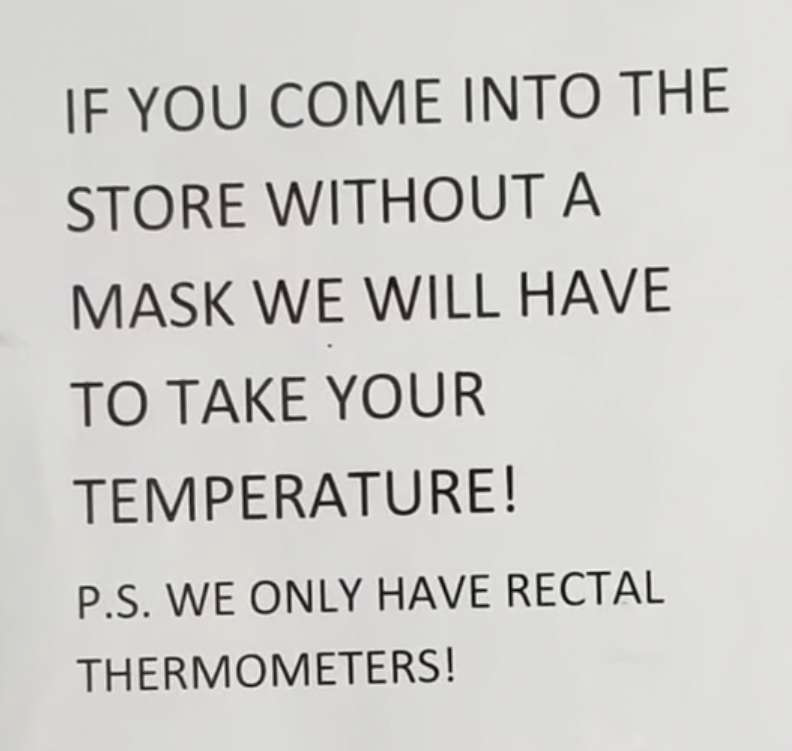 IF YOU COME INTO THE
STORE WITHOUT A
MASK WE WILL HAVE
TO TAKE YOUR
TEMPERATURE!
P.S. WE ONLY HAVE RECTAL
THERMOMETERS!